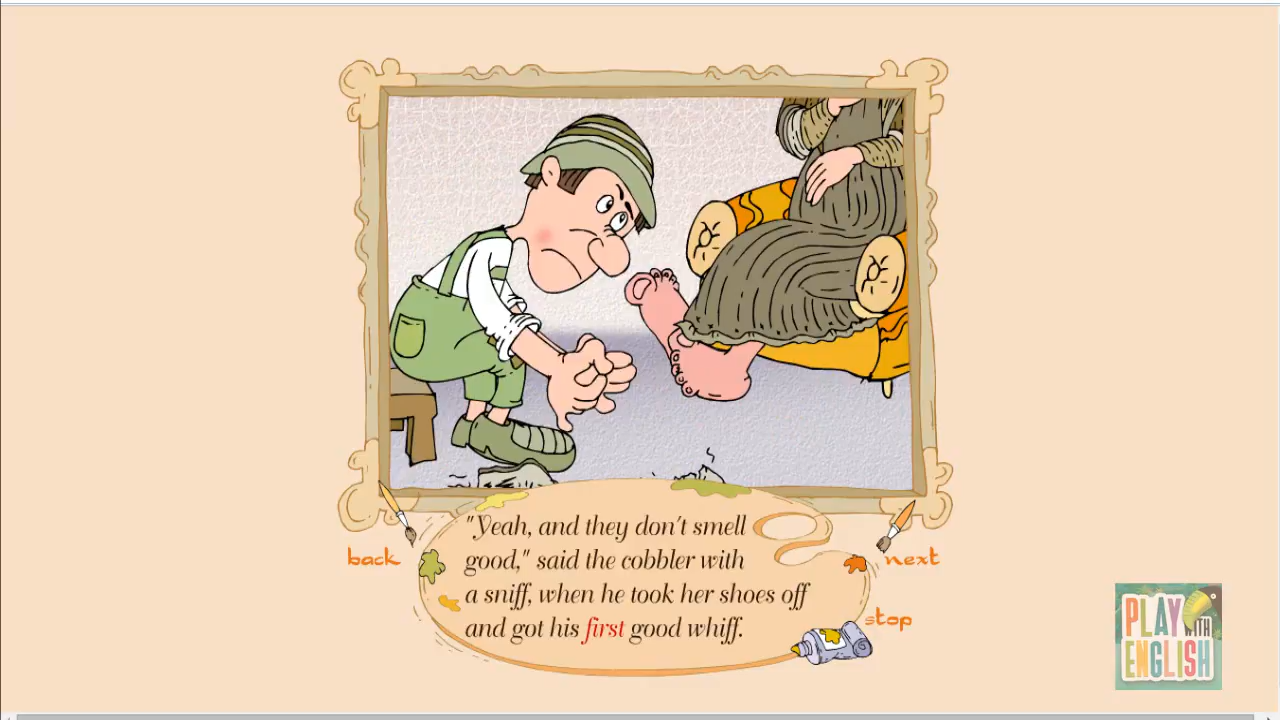 "Yeah, and they don't smell
good," said the cobbler with
a sniff, when he took her shoes off
and got his first good whiff.
back
next
stop
PLAY
WITH
ENGLISH